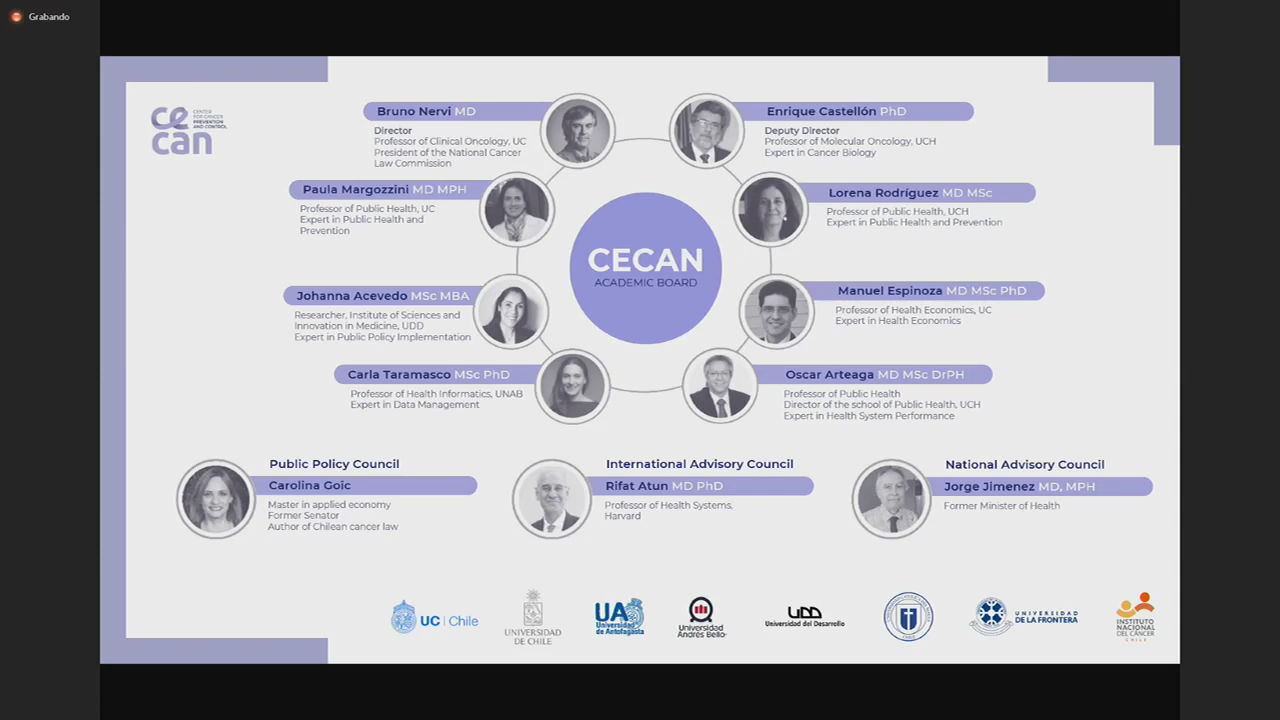 Grabando
cecan
CENTER
FOR CANCER
PREVENTION
AND CONTROL
Bruno Nervi MD
Director
Professor of Clinical Oncology, UC
President of the National Cancer
Law Commission
Enrique Castellón PhD
Deputy Director
Professor of Molecular Oncology, UCH
Expert in Cancer Biology
Paula Margozzini MD MPH
Professor of Public Health, UC
Expert in Public Health and
Prevention
Lorena Rodríguez MD MSc
Professor of Public Health, UCH
Expert in Public Health and Prevention
CECAN
ACADEMIC BOARD
Johanna Acevedo MSc MBA
Researcher, Institute of Sciences and
Innovation in Medicine, UDD
Expert in Public Policy Implementation
Manuel Espinoza MD MSc PhD
Professor of Health Economics, UC
Expert in Health Economics
Carla Taramasco MSc PhD
Professor of Health Informatics, UNAB
Expert in Data Management
Oscar Arteaga MD MSc DrPH
Professor of Public Health
Director of the school of Public Health, UCH
Expert in Health System Performance
Public Policy Council
Carolina Goic
Master in applied economy
Former Senator
Author of Chilean cancer law
International Advisory Council
Rifat Atun MD PhD
Professor of Health Systems,
Harvard
National Advisory Council
Jorge Jimenez MD, MPH
Former Minister of Health
UC | Chile
UNIVERSIDAD
DE CHILE
UA
Universidad
de Antofagasta
Universidad
Andrés Bello
UDD
Universidad del Desarrollo
UNIVERSIDAD
DE LA FRONTERA
INSTITUTO
NACIONAL
DEL CÁNCER
CHILE